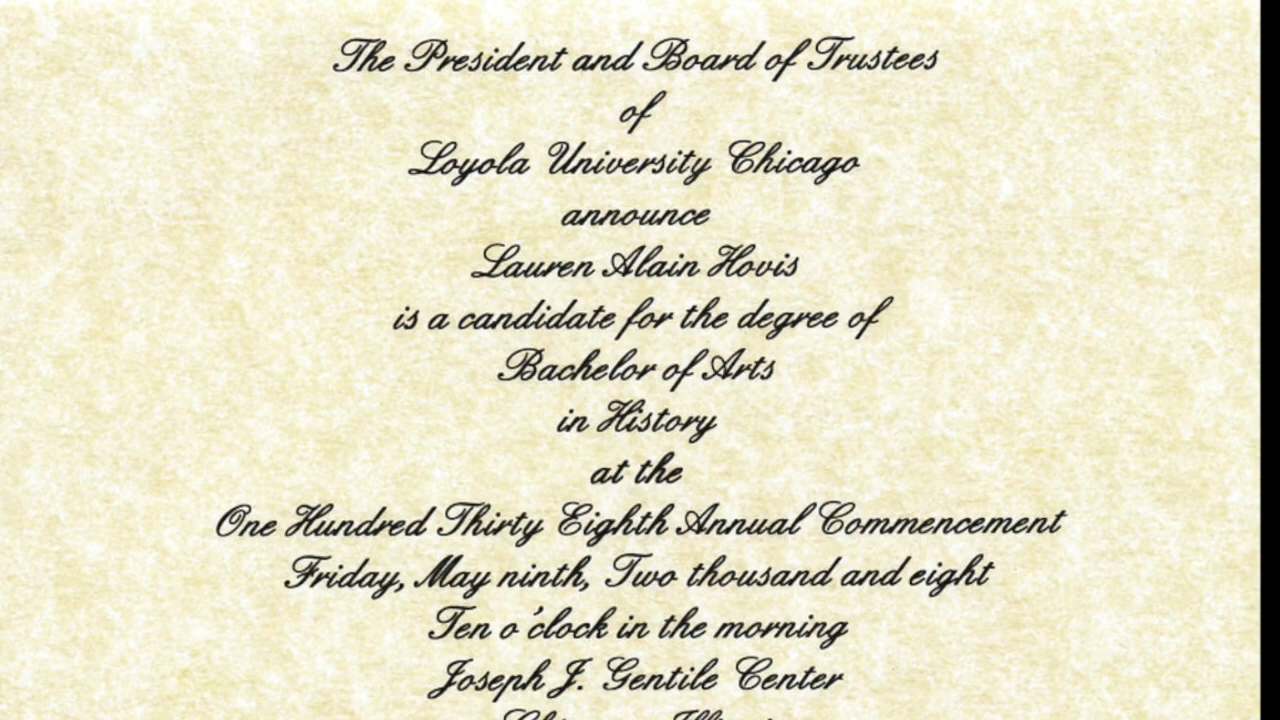 The President and Board of Trustees
of
Loyola University Chicago
announce
Lauren Alain Hovis
is a candidate for the degree of
Bachelor of Arts
in History
at the
One Hundred Thirty Eighth Annual Commencement
Friday, May ninth, Two thousand and eight
Ten o'clock in the morning
Joseph J. Gentile Center